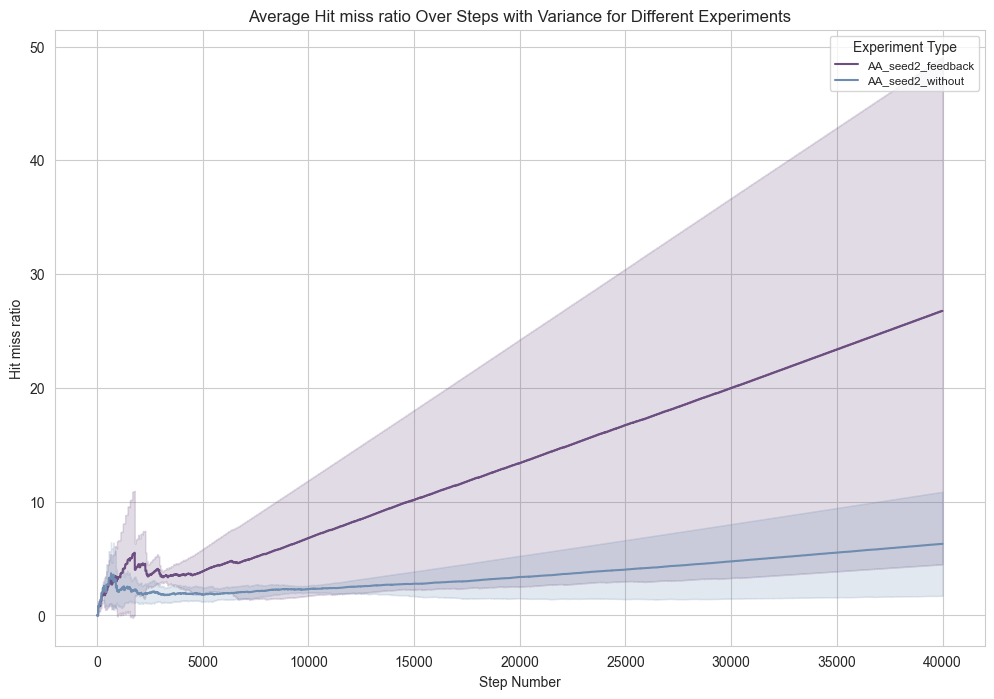 Average Hit miss ratio Over Steps with Variance for Different Experiments
Experiment Type
AA_seed2_feedback
AA_seed2_without
Hit miss ratio
50
40
30
20
10
0
0 5000 10000 15000 20000 25000 30000 35000 40000
Step Number